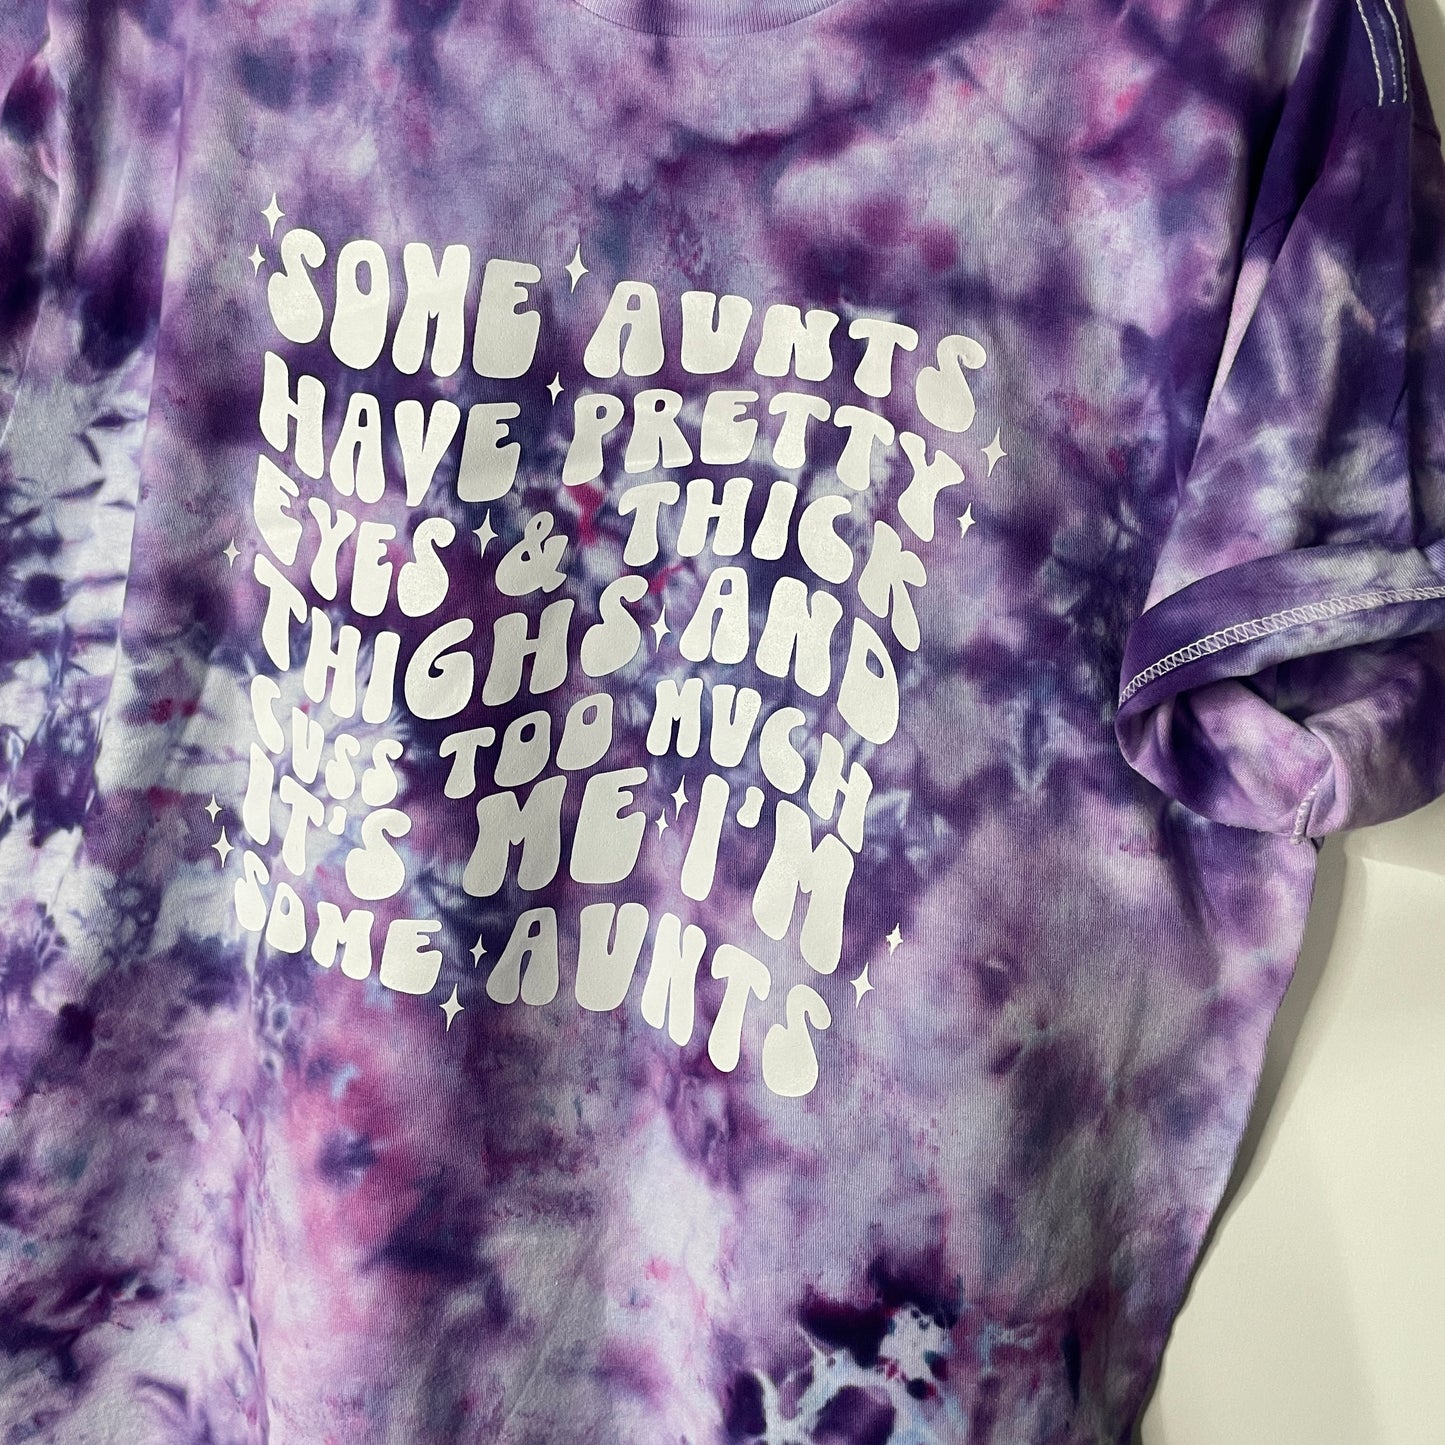 SOME AUNTS
HAVE PRETTY
EYES & THICK
THIGHS AND
CUSS TOO MUCH
IT'S ME I'M
SOME AUNTS